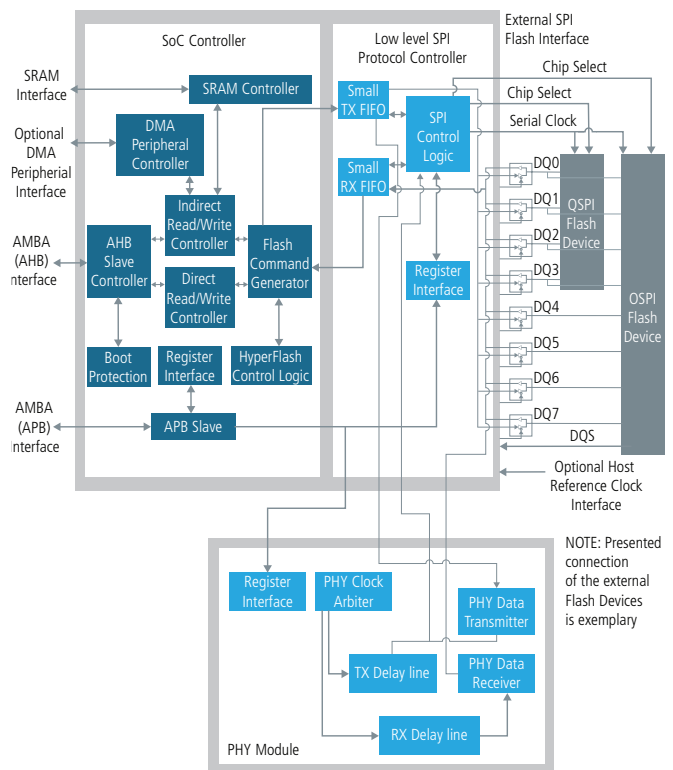 SoC Controller
Low level SPI
Protocol Controller
External SPI
Flash Interface
SRAM
Interface
SRAM Controller
Small
TX FIFO
SPI
Control
Logic
Chip Select
Chip Select
Serial Clock
Optional
DMA
Peripherial
Interface
DMA
Peripheral
Controller
Small
RX FIFO
Indirect
Read/Write
Controller
AMBA
(AHB)
nterface
AHB
Slave
Controller
Flash
Command
Generator
Direct
Read/Write
Controller
Register
Interface
DQ0
DQ1
DQ2
DQ3
DQ4
DQ5
DQ6
DQ7
DQS
QSPI
Flash
Device
OSPI
Flash
Device
Boot
Protection
Register
Interface
HyperFlash
Control Logic
AMBA
(APB)
nterface
APB Slave
Optional Host
Reference Clock
Interface
NOTE: Presented
connection
of the external
Flash Devices
is exemplary
Register
Interface
PHY Clock
Arbiter
PHY Data
Transmitter
TX Delay line
PHY Data
Receiver
RX Delay line
PHY Module